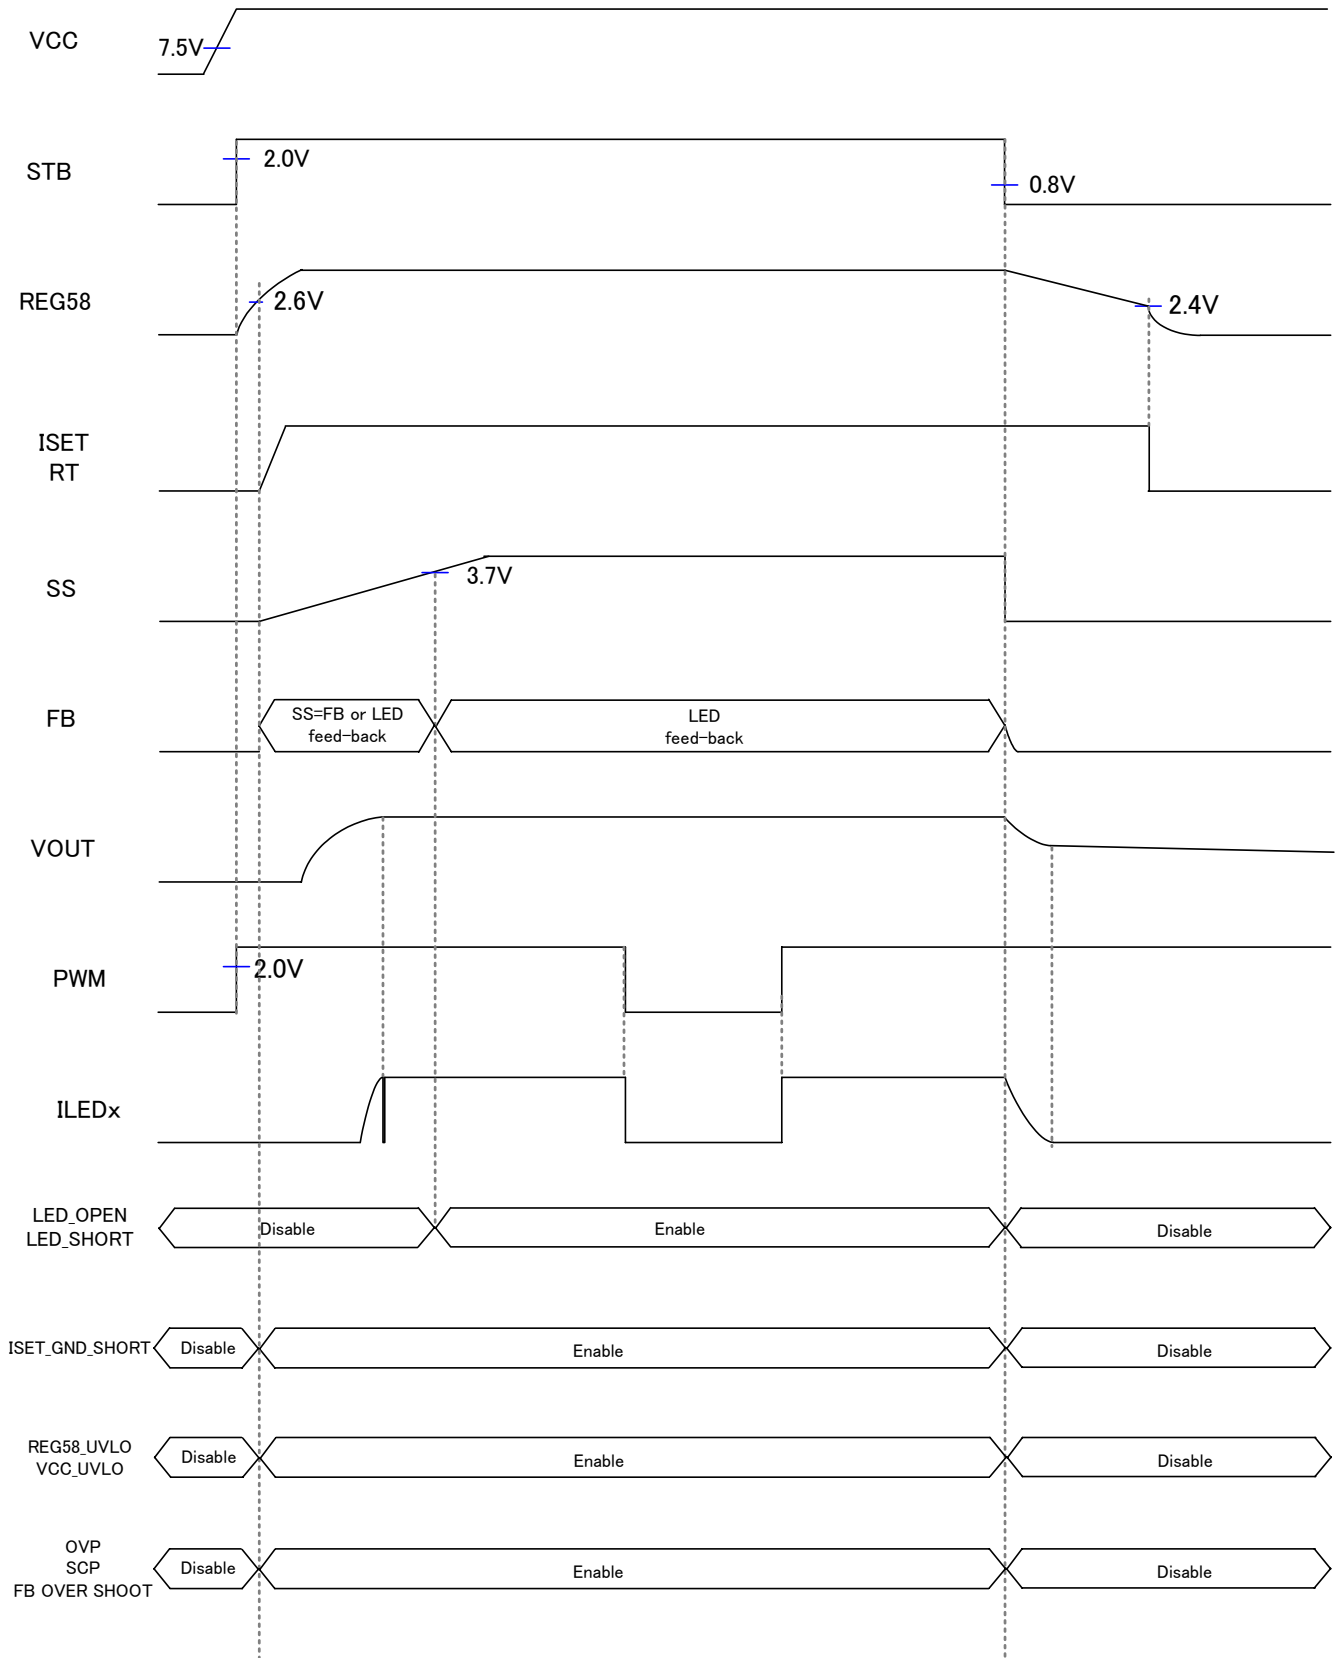 VCC
7.5V
STB
2.0V
0.8V
REG58
2.6V
2.4V
ISET
RT
SS
3.7V
FB
SS=FB or LED
feed-back
LED
feed-back
VOUT
PWM
2.0V
ILEDx
LED_OPEN
LED_SHORT
Disable
Enable
Disable
ISET_GND_SHORT
Disable
Enable
Disable
REG58_UVLO
VCC_UVLO
Disable
Enable
Disable
OVP
SCP
FB OVER SHOOT
Disable
Enable
Disable